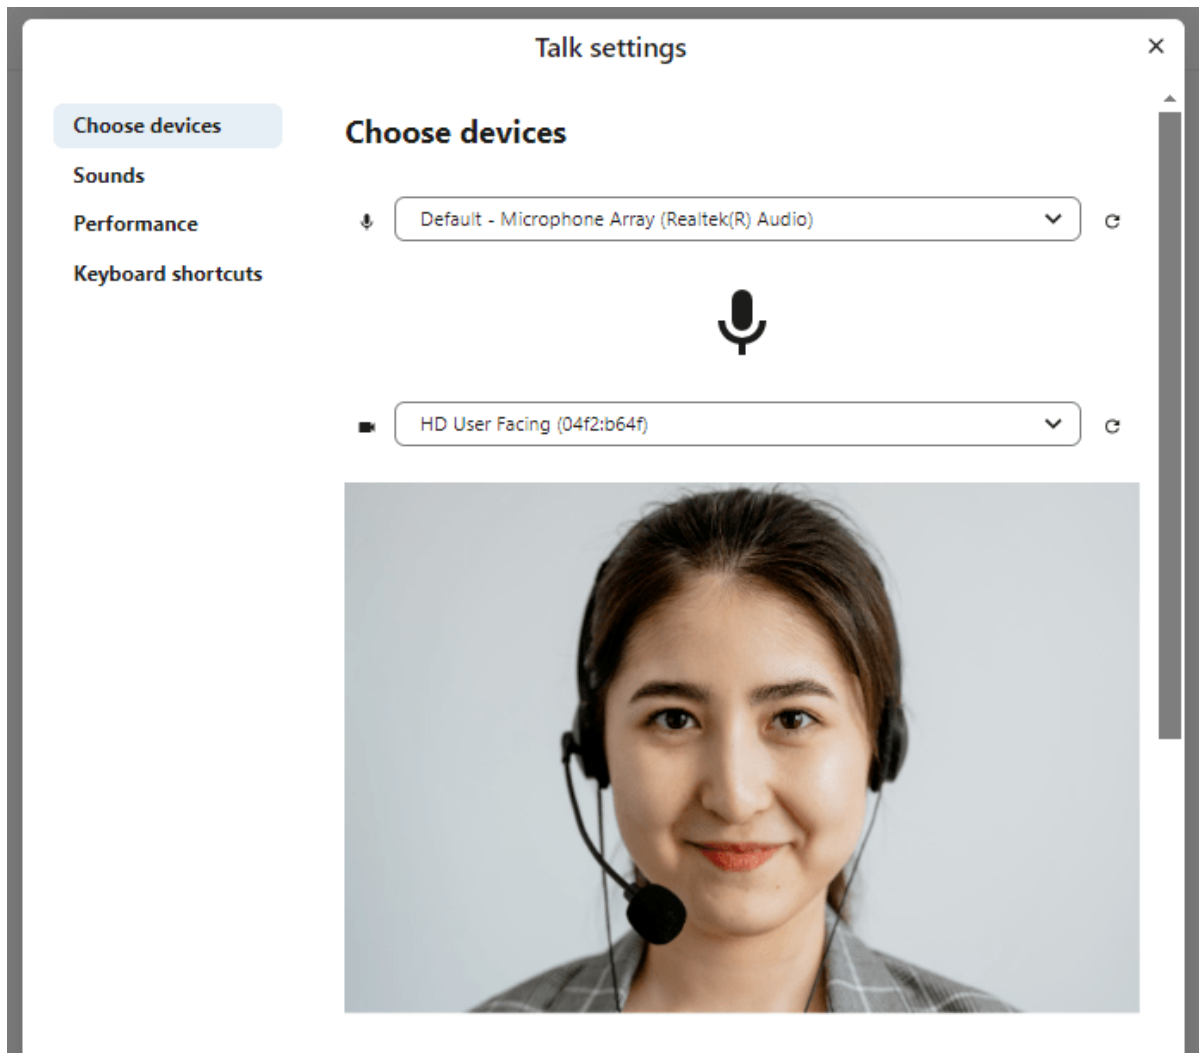 Talk settings
Choose devices
Sounds
Performance
Keyboard shortcuts
Choose devices
Default - Microphone Array (Realtek(R) Audio)
HD User Facing (04f2:b64f)